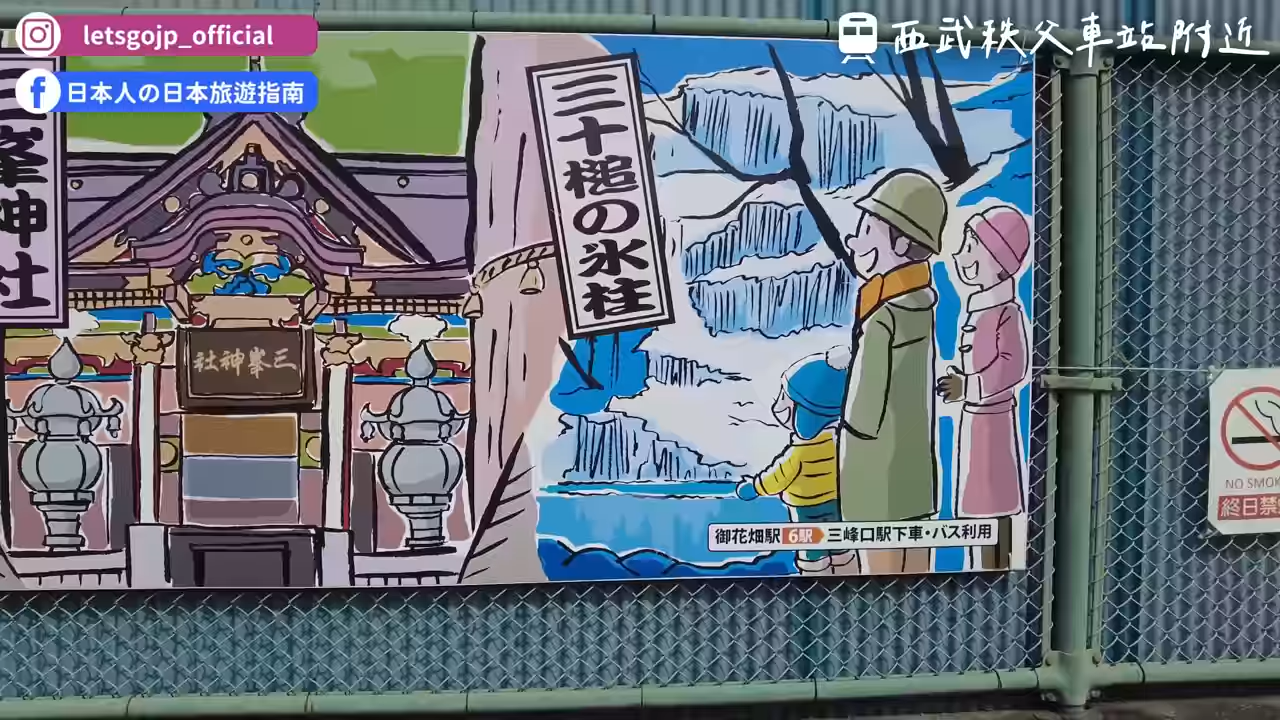 letsgojp_official
日本人の日本旅遊指南
西武秩父車站附近
三峯神社
三峯神社
三十槌の氷柱
御花畑駅 6駅 三峰口駅下車・バス利用
NO SMOK
終日禁